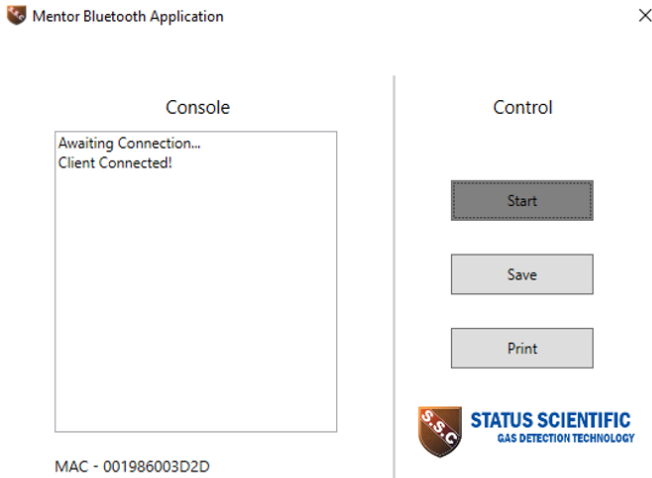 Mentor Bluetooth Application
Console
Awaiting Connection...
Client Connected!
MAC - 001986003D2D
Control
Start
Save
Print
S.S.C
STATUS SCIENTIFIC
GAS DETECTION TECHNOLOGY